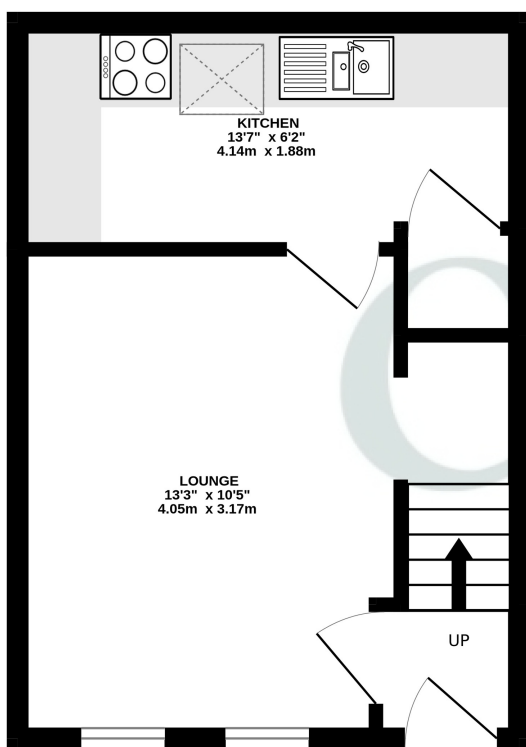 KITCHEN
13'7" x 6'2"
4.14m x 1.88m
LOUNGE
13'3" x 10'5"
4.05m x 3.17m
UP